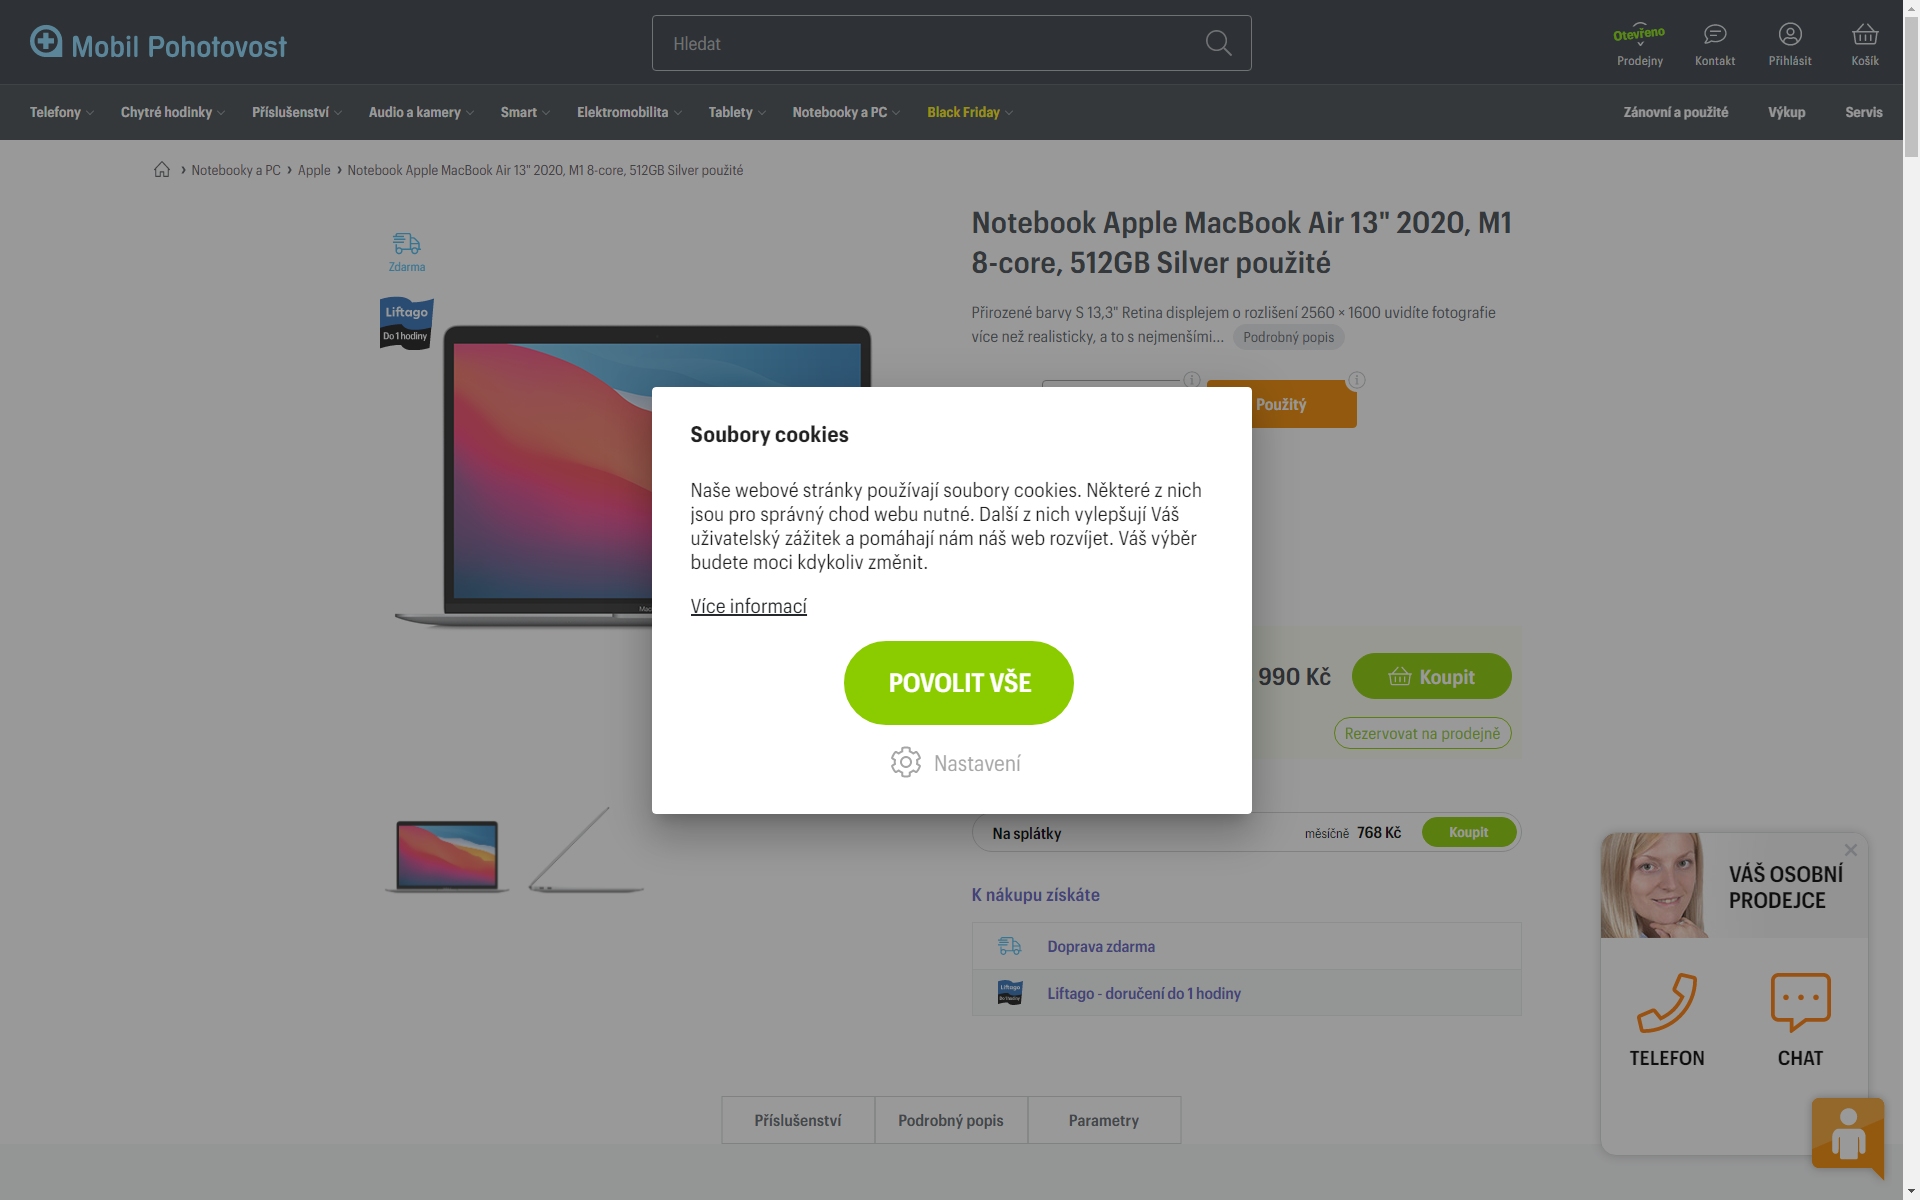 Mobil Pohotovost
Hledat
Otevřeno
Prodejny
Kontakt
Přihlásit
Košík
Telefony
Chytré hodinky
Příslušenství
Audio a kamery
Smart
Elektromobilita
Tablety
Notebooky a PC
Black Friday
Zánovní a použité
Výkup
Servis
Notebooky a PC
Apple
Notebook Apple MacBook Air 13" 2020, M1 8-core, 512GB Silver použité
Zdarma
Liftago
Do 1 hodiny
Notebook Apple MacBook Air 13" 2020, M1
8-core, 512GB Silver použité
Přirozené barvy S 13,3" Retina displejem o rozlišení 2560 × 1600 uvidíte fotografie
více než realisticky, a to s nejmenšími...
Podrobný popis
Použitý
Soubory cookies
Naše webové stránky používají soubory cookies. Některé z nich
jsou pro správný chod webu nutné. Další z nich vylepšují Váš
uživatelský zážitek a pomáhají nám náš web rozvíjet. Váš výběr
budete moci kdykoliv změnit.
Více informací
POVOLIT VŠE
Nastavení
990 Kč
Koupit
Rezervovat na prodejně
Na splátky
měsíčně 768 Kč
Koupit
K nákupu získáte
Doprava zdarma
Liftago
Do 1 hodiny
Liftago - doručení do 1 hodiny
VÁŠ OSOBNÍ
PRODEJCE
TELEFON
CHAT
Příslušenství
Podrobný popis
Parametry